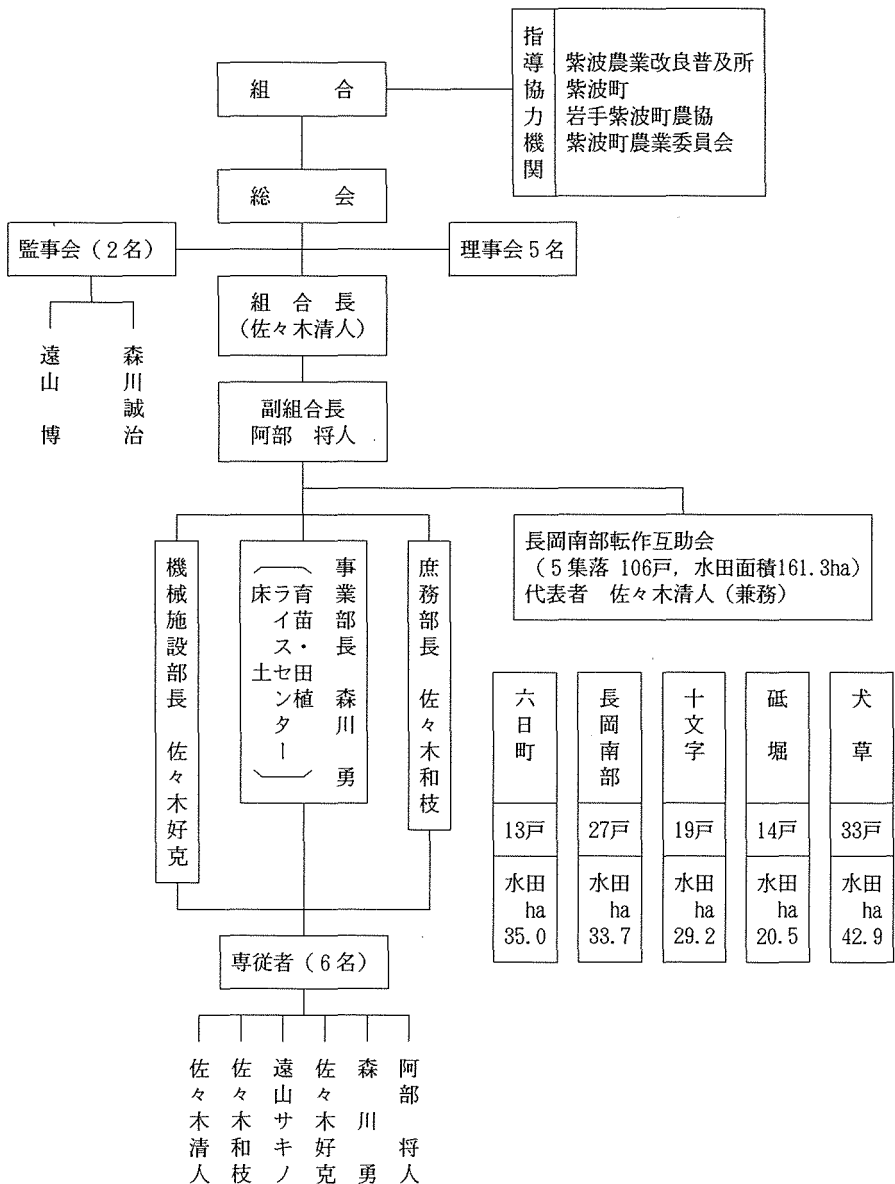 組合
指導協力機関
紫波農業改良普及所
紫波町
岩手紫波町農協
紫波町農業委員会
総会
監事会(2名)
理事会5名
遠山 博
森川誠治
組合長
(佐々木清人)
副組合長
阿部 将人
長岡南部転作互助会
(5集落 106戸,水田面積161.3ha)
代表者 佐々木清人(兼務)
機械施設部長 佐々木好克
事業部長 森川 勇
(育苗・田植
ライスセンター
床土)
庶務部長 佐々木和枝
六日町
13戸
水田
ha
35.0
長岡南部
27戸
水田
ha
33.7
十文字
19戸
水田
ha
29.2
砥堀
14戸
水田
ha
20.5
犬草
33戸
水田
ha
42.9
専従者(6名)
佐々木清人
佐々木和枝
遠山サキノ
佐々木好克
森川 勇
阿部 将人